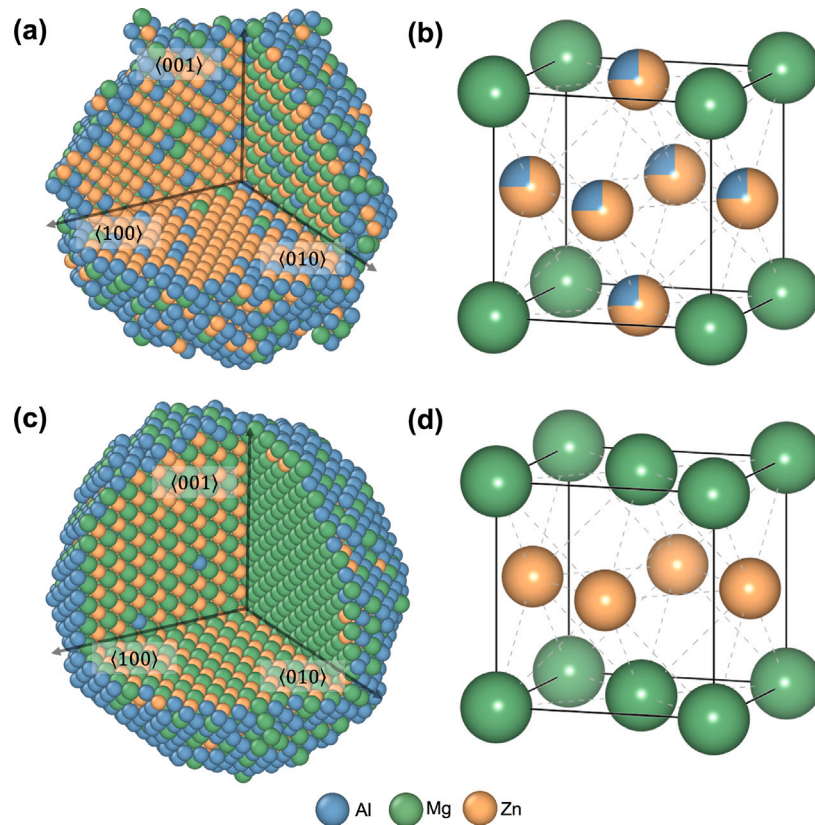 (a)
(b)
⟨001⟩
⟨100⟩
⟨010⟩
(c)
(d)
⟨001⟩
⟨100⟩
⟨010⟩
Al Mg Zn